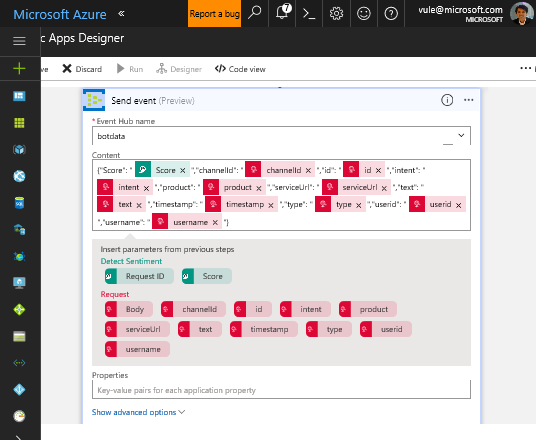 Microsoft Azure «
Report a bug
7
vule@microsoft.com
MICROSOFT
c Apps Designer
ve Discard Run Designer Code view ...
Send event (Preview) ...
* Event Hub name
botdata
Content
{"Score": " Score × ","channelId": " channelId × ","id": " id × ","intent": "
intent × ","product": " product × ","serviceUrl": " serviceUrl × ","text": "
text × ","timestamp": " timestamp × ","type": " type × ","userid": " userid ×
","username": " username × "}
Insert parameters from previous steps
Detect Sentiment
Request ID Score
Request
Body channelId id intent product
serviceUrl text timestamp type userid
username
Properties
Key-value pairs for each application property
Show advanced options